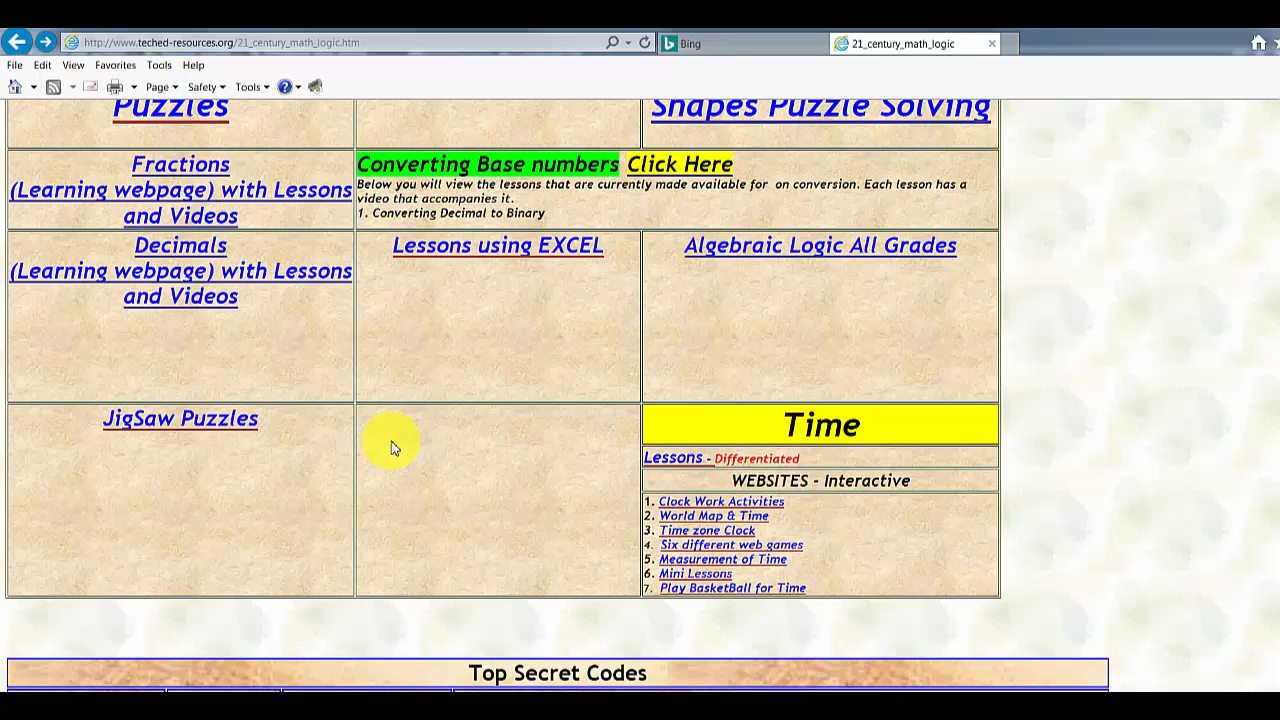 http://www.teched-resources.org/21_century_math_logic.htm
Bing
21_century_math_logic
File Edit View Favorites Tools Help
Page Safety Tools
Puzzles
Shapes Puzzle Solving
Fractions
(Learning webpage) with Lessons
and Videos
Converting Base numbers Click Here
Below you will view the lessons that are currently made available for on conversion. Each lesson has a
video that accompanies it.
1. Converting Decimal to Binary
Decimals
(Learning webpage) with Lessons
and Videos
Lessons using EXCEL
Algebraic Logic All Grades
JigSaw Puzzles
Time
Lessons - Differentiated
WEBSITES - Interactive
1. Clock Work Activities
2. World Map & Time
3. Time zone Clock
4. Six different web games
5. Measurement of Time
6. Mini Lessons
7. Play BasketBall for Time
Top Secret Codes